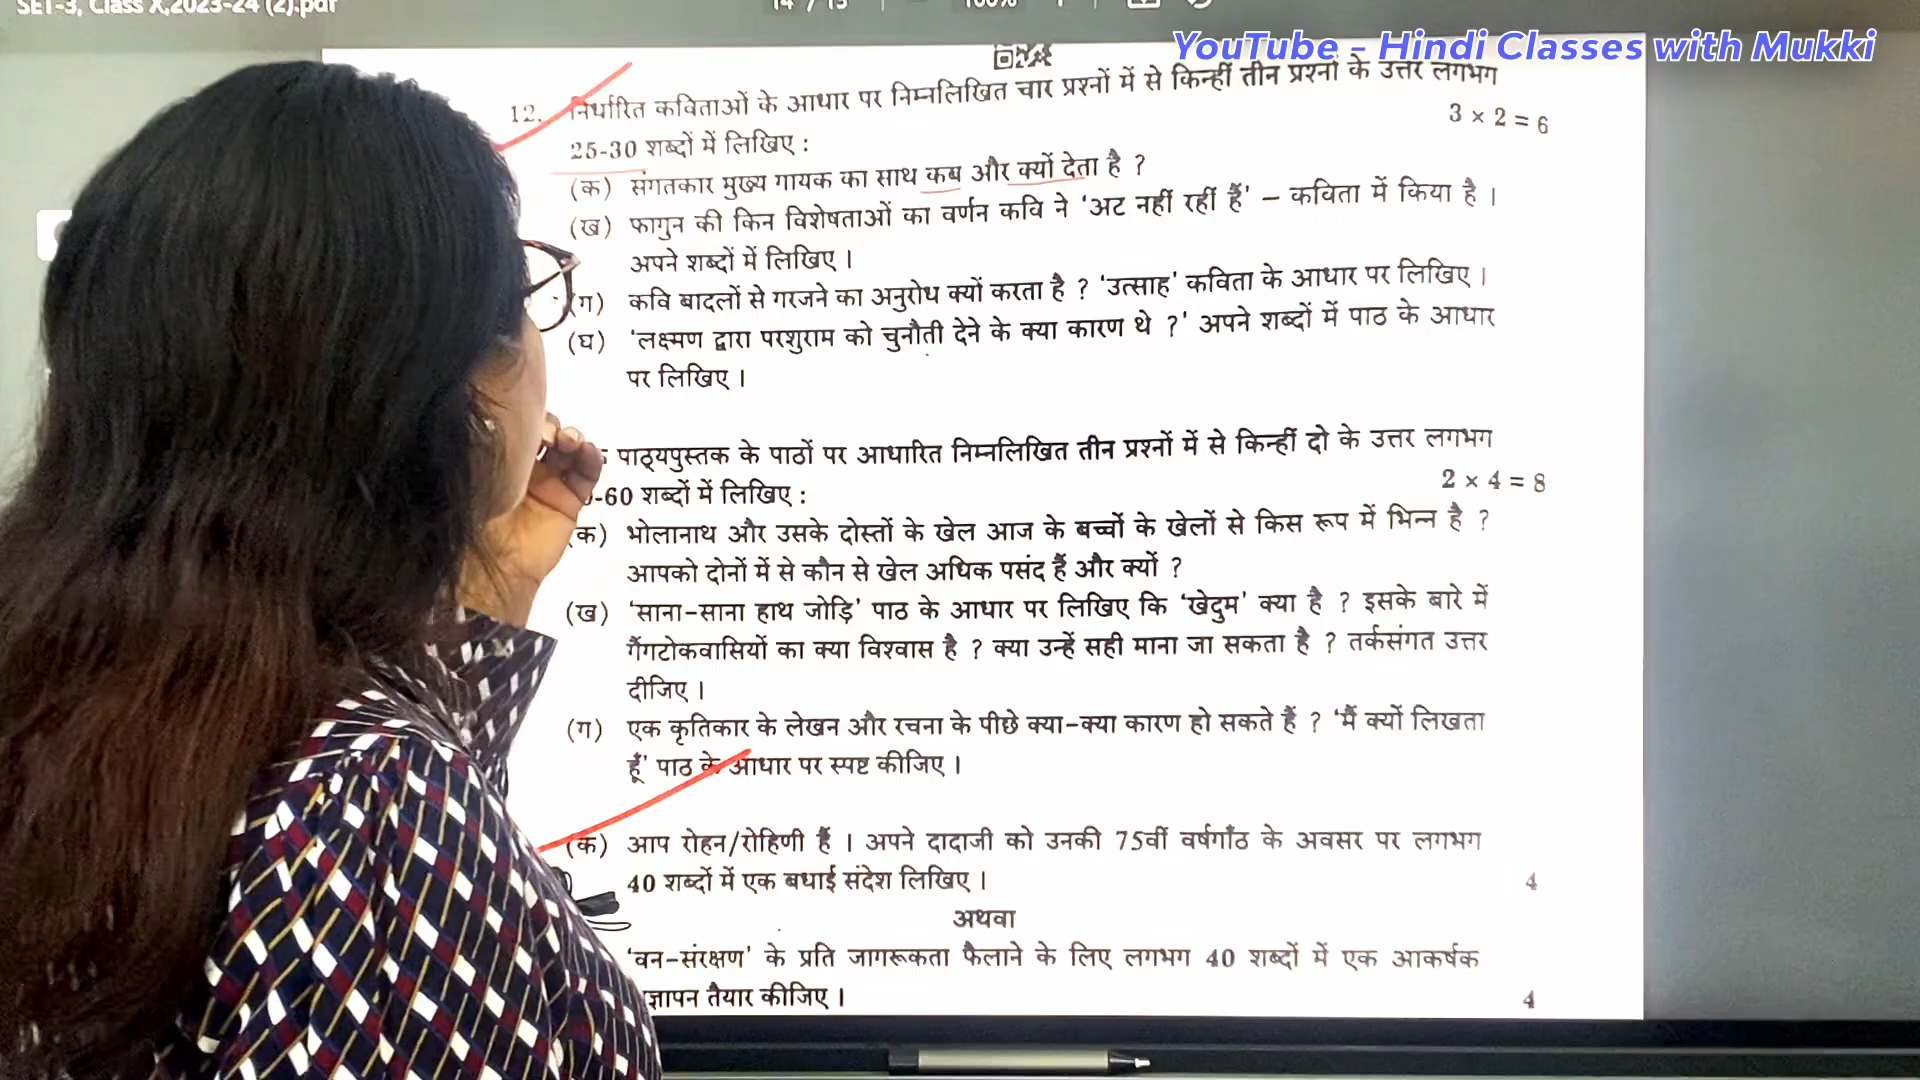 SET-3, Class X,2023-24 (2).pdf
14 / 15
100%
YouTube – Hindi Classes with Mukki
12. निर्धारित कविताओं के आधार पर निम्नलिखित चार प्रश्नों में से किन्हीं तीन प्रश्नों के उत्तर लगभग
25-30 शब्दों में लिखिए : 3 × 2 = 6
(क) संगतकार मुख्य गायक का साथ कब और क्यों देता है ?
(ख) फागुन की किन विशेषताओं का वर्णन कवि ने ‘अट नहीं रहीं हैं’ – कविता में किया है ।
अपने शब्दों में लिखिए ।
(ग) कवि बादलों से गरजने का अनुरोध क्यों करता है ? ‘उत्साह’ कविता के आधार पर लिखिए ।
(घ) ‘लक्ष्मण द्वारा परशुराम को चुनौती देने के क्या कारण थे ?’ अपने शब्दों में पाठ के आधार
पर लिखिए ।
पाठ्यपुस्तक के पाठों पर आधारित निम्नलिखित तीन प्रश्नों में से किन्हीं दो के उत्तर लगभग
-60 शब्दों में लिखिए : 2 × 4 = 8
क) भोलानाथ और उसके दोस्तों के खेल आज के बच्चों के खेलों से किस रूप में भिन्न है ?
आपको दोनों में से कौन से खेल अधिक पसंद हैं और क्यों ?
(ख) ‘साना-साना हाथ जोड़ि’ पाठ के आधार पर लिखिए कि ‘खेदुम’ क्या है ? इसके बारे में
गैंगटोकवासियों का क्या विश्वास है ? क्या उन्हें सही माना जा सकता है ? तर्कसंगत उत्तर
दीजिए ।
(ग) एक कृतिकार के लेखन और रचना के पीछे क्या-क्या कारण हो सकते हैं ? ‘मैं क्यों लिखता
हूँ’ पाठ के आधार पर स्पष्ट कीजिए ।
(क) आप रोहन/रोहिणी हैं । अपने दादाजी को उनकी 75वीं वर्षगाँठ के अवसर पर लगभग
40 शब्दों में एक बधाई संदेश लिखिए । 4
अथवा
‘वन-संरक्षण’ के प्रति जागरूकता फैलाने के लिए लगभग 40 शब्दों में एक आकर्षक
ज्ञापन तैयार कीजिए । 4